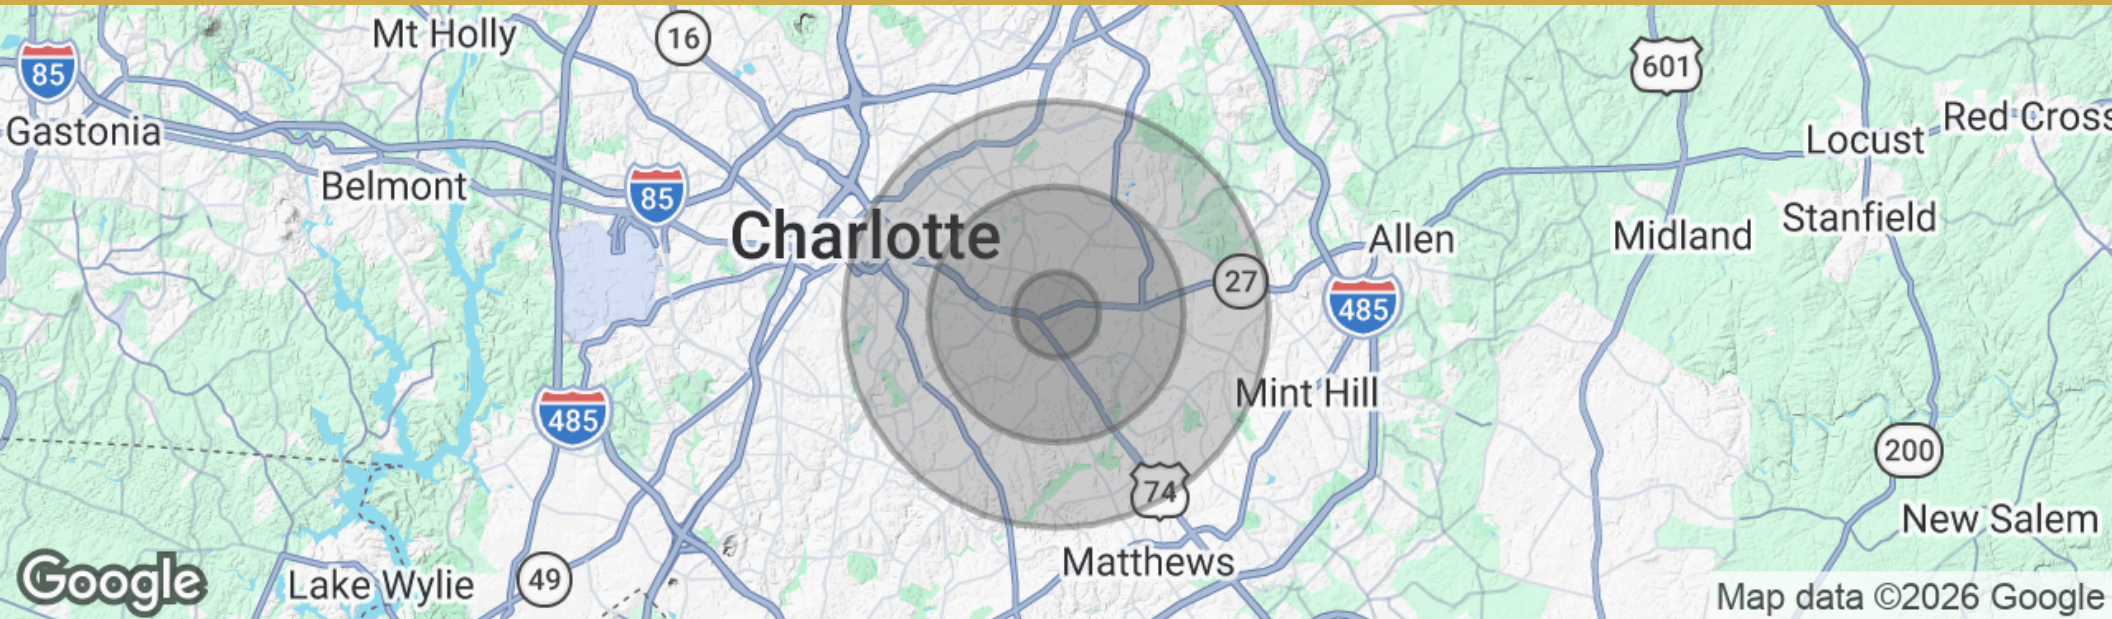 Mt Holly
16
85
601
Gastonia
Red Cross
Locust
Belmont
85
Charlotte
Allen
Midland
Stanfield
27
485
Mint Hill
485
200
74
New Salem
Matthews
Google
Lake Wylie
49
Map data ©2026 Google